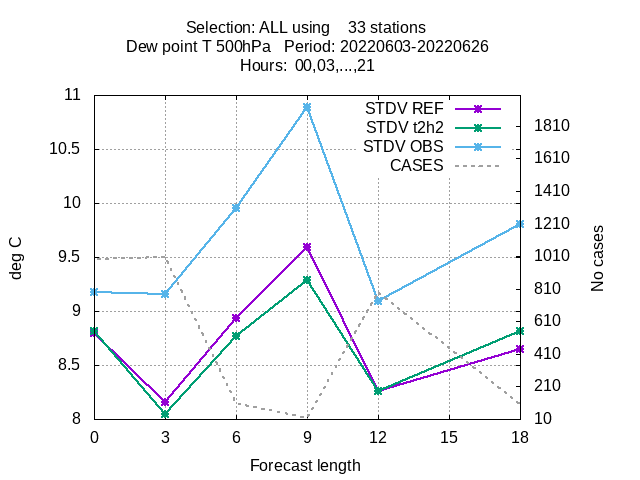 Selection: ALL using 33 stations
Dew point T 500hPa Period: 20220603-20220626
Hours: 00,03,...,21
STDV REF
STDV t2h2
STDV OBS
CASES
deg C
11
10.5
10
9.5
9
8.5
8
0 3 6 9 12 15 18
Forecast length
1810
1610
1410
1210
1010
810
610
410
210
10
No cases